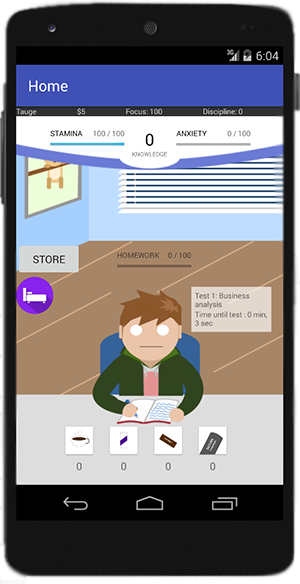 3G 6:04
Home
Tauge $5 Focus: 100 Discipline: 0
STAMINA 100 / 100 0 ANXIETY 0 / 100
KNOWLEDGE
STORE HOMEWORK 0 / 100
Test 1: Business
analysis
Time until test : 0 min,
3 sec
0 0 0 0